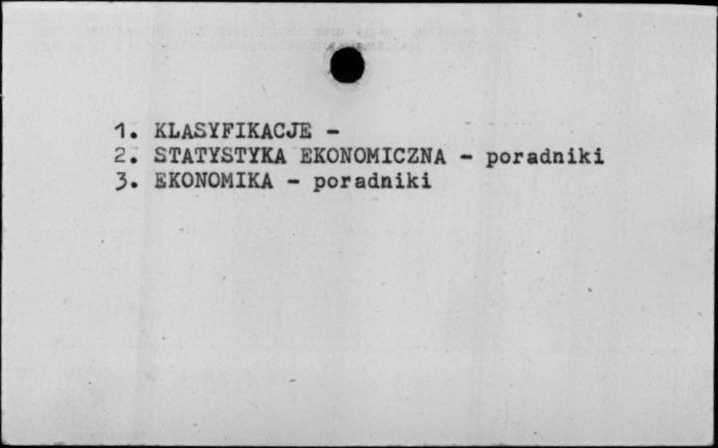 1. KLASYFIKACJE -
2. STATYSTYKA EKONOMICZNA - poradniki
3. EKONOMIKA - poradniki